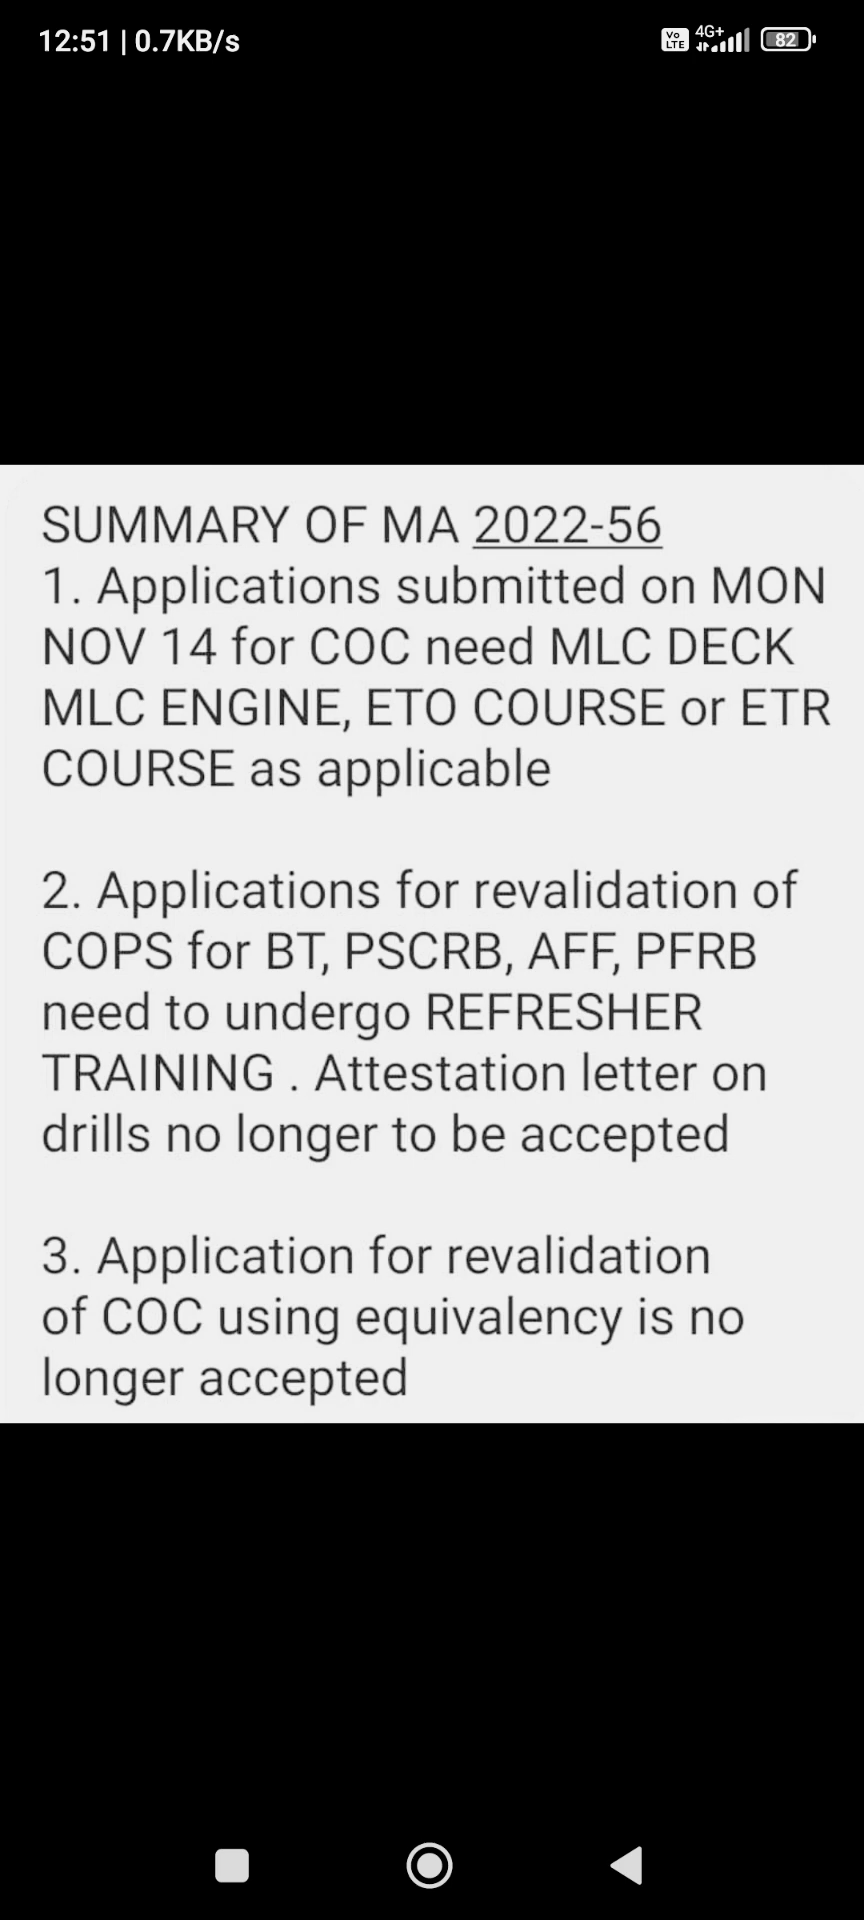 12:51 | 0.7KB/s
Vo LTE 4G+ 82
SUMMARY OF MA 2022-56
1. Applications submitted on MON
NOV 14 for COC need MLC DECK
MLC ENGINE, ETO COURSE or ETR
COURSE as applicable
2. Applications for revalidation of
COPS for BT, PSCRB, AFF, PFRB
need to undergo REFRESHER
TRAINING . Attestation letter on
drills no longer to be accepted
3. Application for revalidation
of COC using equivalency is no
longer accepted